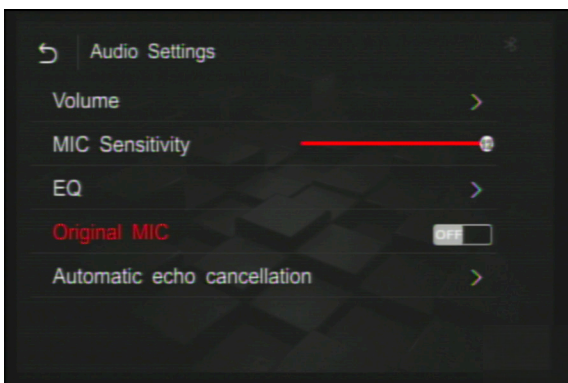 Audio Settings
Volume
MIC Sensitivity
EQ
Original MIC
OFF
Automatic echo cancellation